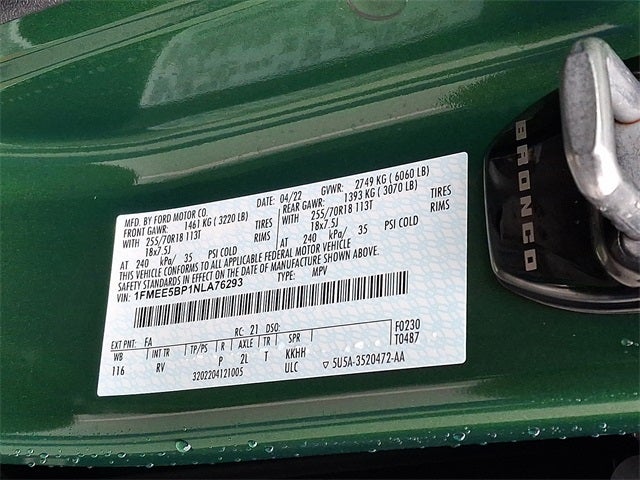 MFD. BY FORD MOTOR CO. DATE: 04/22 GVWR: 2749 KG ( 6060 LB)
FRONT GAWR: 1461 KG ( 3220 LB) REAR GAWR: 1393 KG ( 3070 LB)
WITH 255/70R18 113T TIRES WITH 255/70R18 113T TIRES
18x7.5J RIMS 18x7.5J RIMS
AT 240 kPa/ 35 PSI COLD AT 240 kPa/ 35 PSI COLD
THIS VEHICLE CONFORMS TO ALL APPLICABLE FEDERAL MOTOR VEHICLE
SAFETY STANDARDS IN EFFECT ON THE DATE OF MANUFACTURE SHOWN ABOVE.
VIN: 1FMEE5BP1NLA76293 TYPE: MPV
EXT PNT: FA RC: 21 DSO: F0230
WB INT TR TP/PS R AXLE TR SPR T0487
116 RV P 2L T KKHH
3202204121005 ULC ▽ 5U5A-3520472-AA
BRONCO